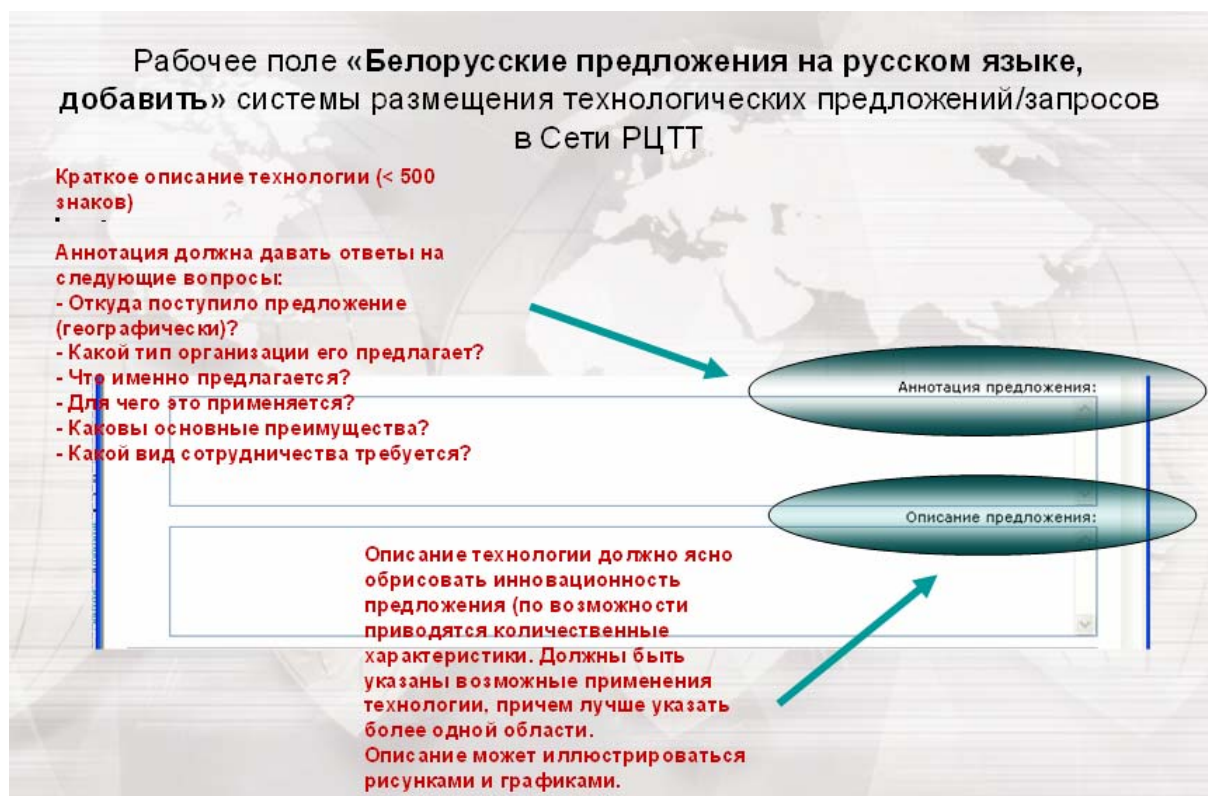 Рабочее поле «Белорусские предложения на русском языке,
добавить» системы размещения технологических предложений/запросов
в Сети РЦТТ
Краткое описание технологии (< 500
знаков)
Аннотация должна давать ответы на
следующие вопросы:
- Откуда поступило предложение
(географически)?
- Какой тип организации его предлагает?
- Что именно предлагается?
- Для чего это применяется?
- Каковы основные преимущества?
- Какой вид сотрудничества требуется?
Аннотация предложения:
Описание предложения:
Описание технологии должно ясно
обрисовать инновационность
предложения (по возможности
приводятся количественные
характеристики. Должны быть
указаны возможные применения
технологии, причем лучше указать
более одной области.
Описание может иллюстрироваться
рисунками и графиками.